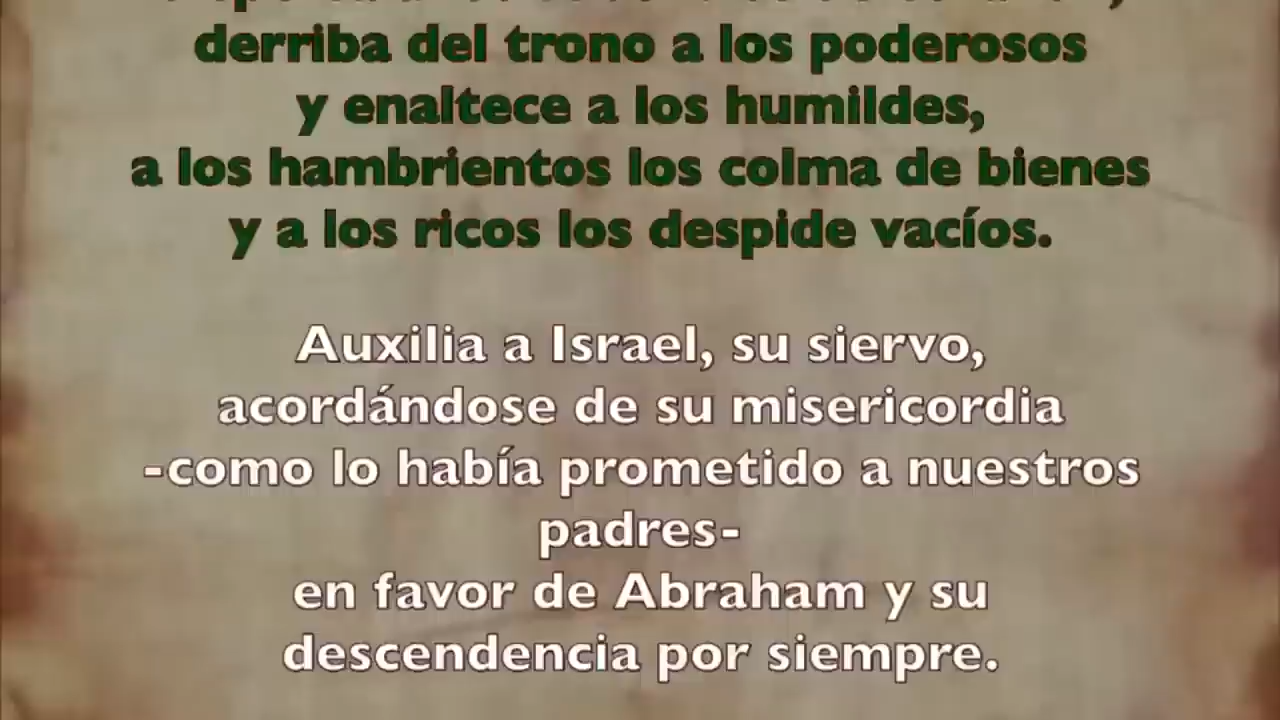 derriba del trono a los poderosos
y enaltece a los humildes,
a los hambrientos los colma de bienes
y a los ricos los despide vacíos.
Auxilia a Israel, su siervo,
acordándose de su misericordia
-como lo había prometido a nuestros
padres-
en favor de Abraham y su
descendencia por siempre.